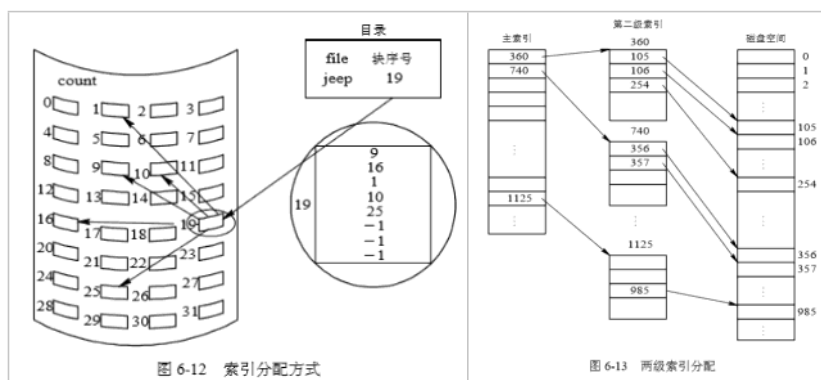 目录
file 块序号
jeep 19
count
0 1 2 3
4 5 6 7
8 9 10 11
12 13 14 15
16 17 18 19
20 21 22 23
24 25 26 27
28 29 30 31
19
9
16
1
10
25
-1
-1
-1
图 6-12 索引分配方式
主索引
360
740
⋮
1125
⋮
第二级索引
360
105
106
254
⋮
740
356
357
⋮
1125
985
磁盘空间
0
1
2
⋮
105
106
⋮
254
⋮
356
357
⋮
985
⋮
图 6-13 两级索引分配